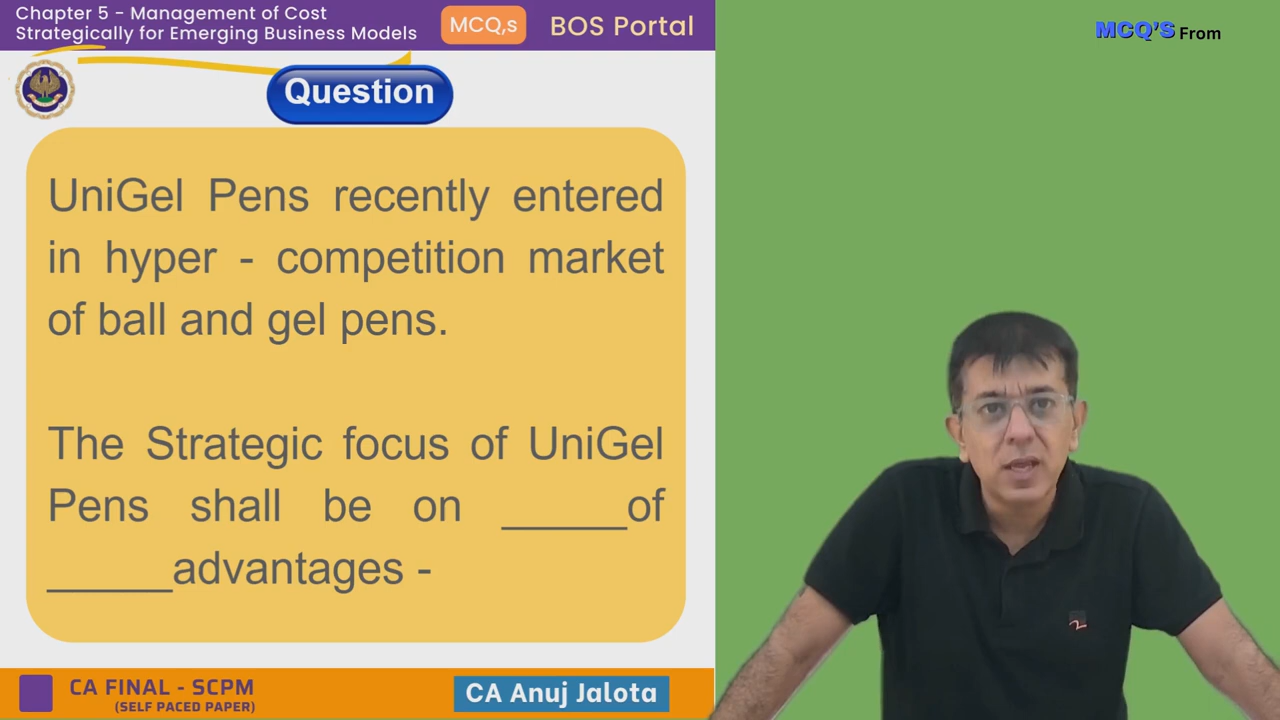 Chapter 5 - Management of Cost
Strategically for Emerging Business Models
MCQ,s
BOS Portal
MCQ'S From
Question
UniGel Pens recently entered
in hyper - competition market
of ball and gel pens.
The Strategic focus of UniGel
Pens shall be on _____of
_____advantages -
CA FINAL - SCPM
(SELF PACED PAPER)
CA Anuj Jalota